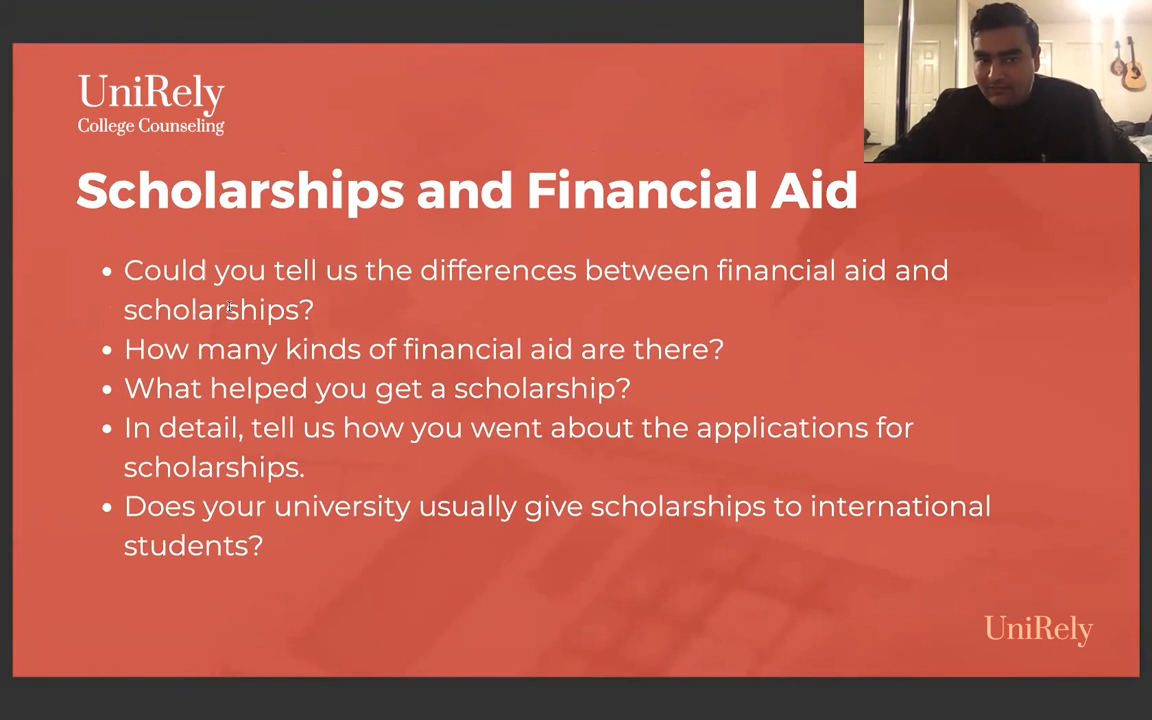 UniRely
College Counseling
Scholarships and Financial Aid
• Could you tell us the differences between financial aid and
scholarships?
• How many kinds of financial aid are there?
• What helped you get a scholarship?
• In detail, tell us how you went about the applications for
scholarships.
• Does your university usually give scholarships to international
students?
UniRely